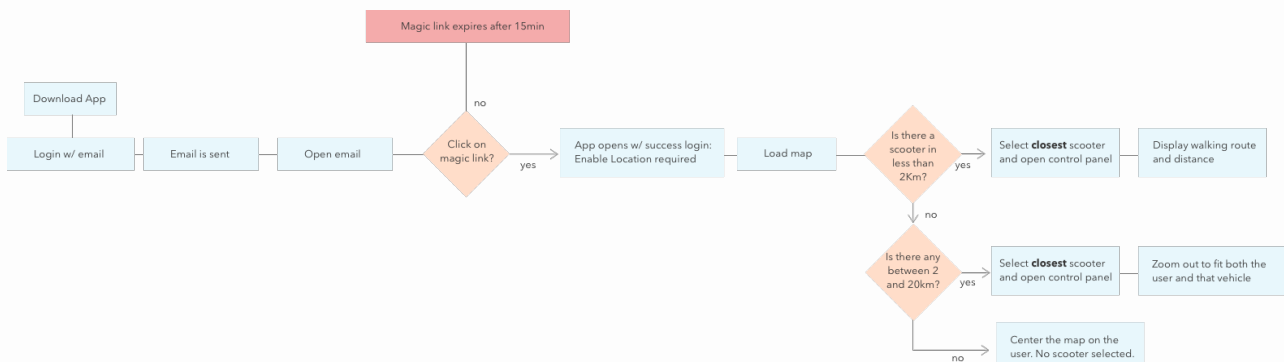 Magic link expires after 15min
Download App
no
Login w/ email
Email is sent
Open email
Click on
magic link?
yes
App opens w/ success login:
Enable Location required
Load map
Is there a
scooter in
less than
2Km?
yes
Select closest scooter
and open control panel
Display walking route
and distance
no
Is there any
between 2
and 20km?
yes
Select closest scooter
and open control panel
Zoom out to fit both the
user and that vehicle
no
Center the map on the
user. No scooter selected.